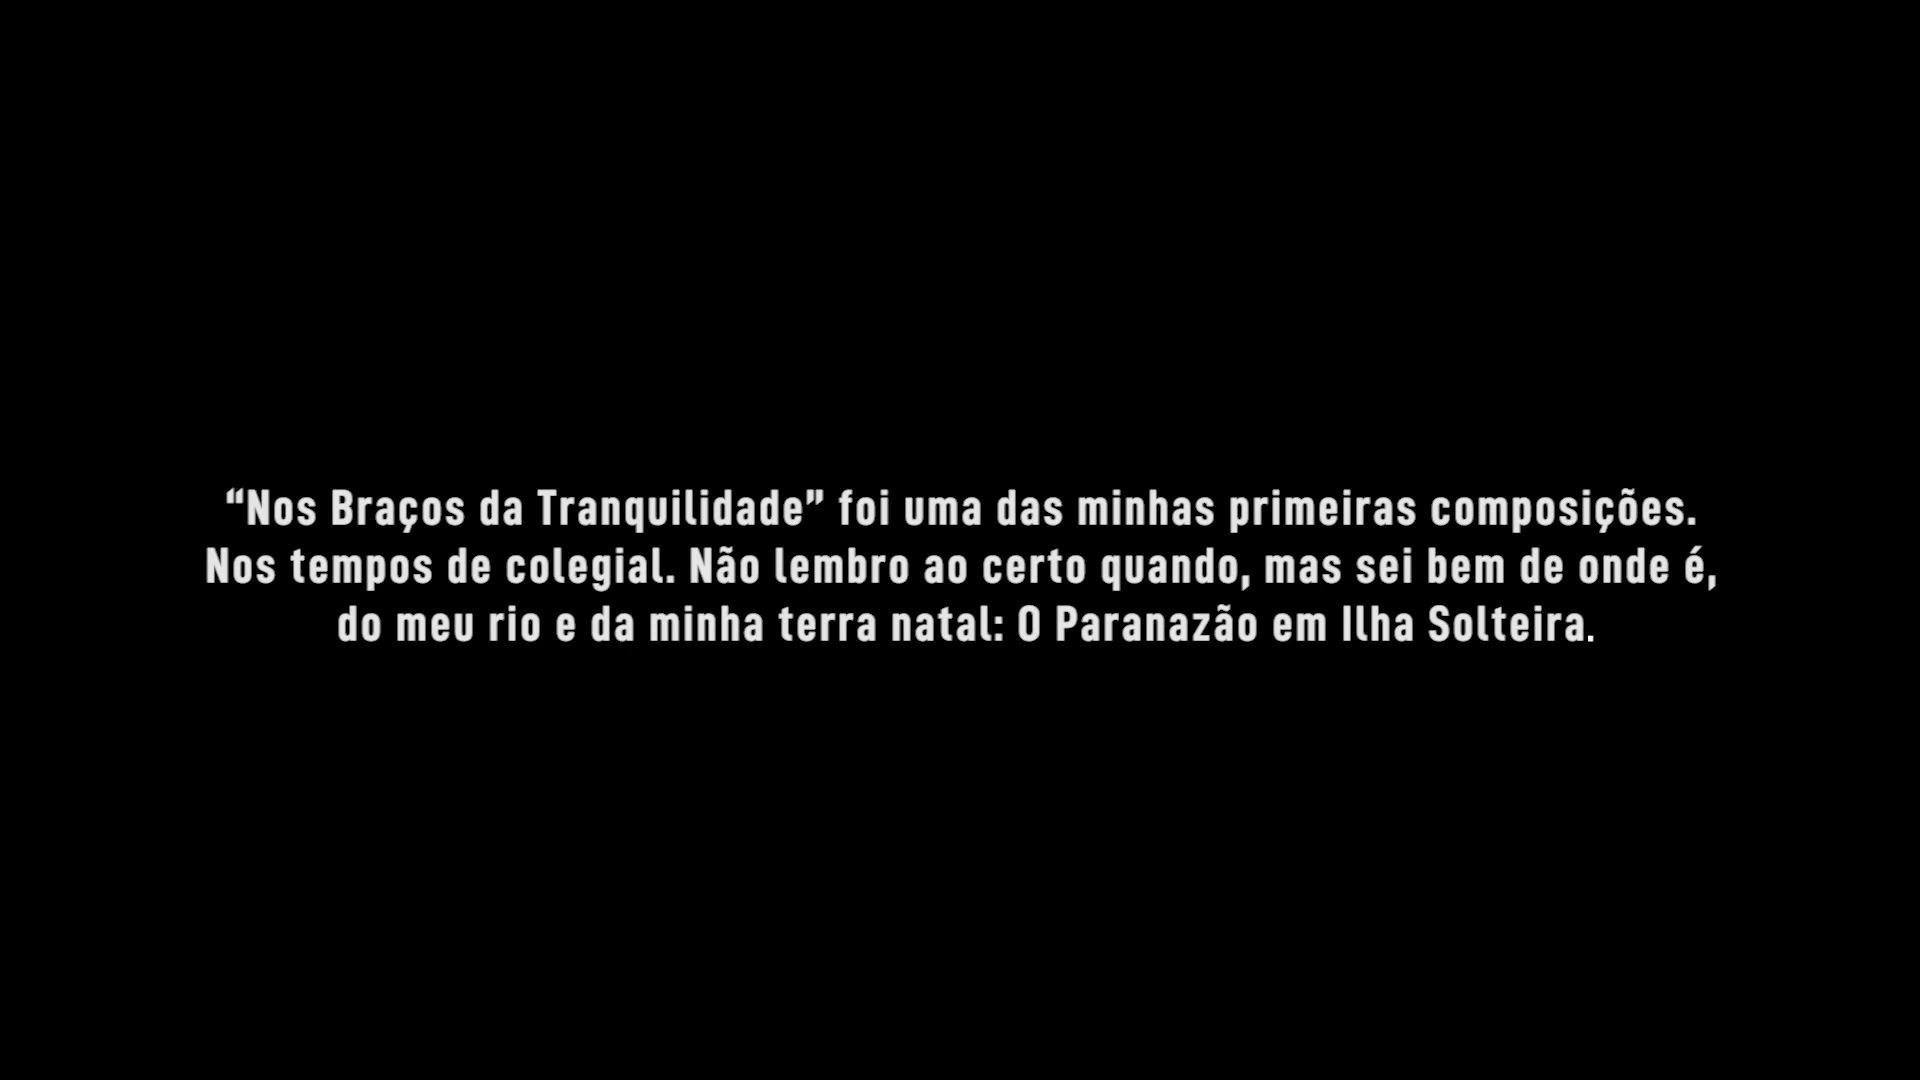 “Nos Braços da Tranquilidade” foi uma das minhas primeiras composições.
Nos tempos de colegial. Não lembro ao certo quando, mas sei bem de onde é,
do meu rio e da minha terra natal: O Paranazão em Ilha Solteira.